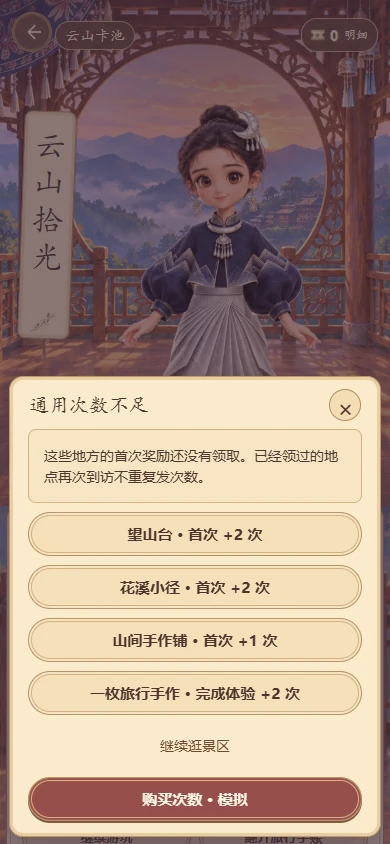 云山卡池
0 明细
云山拾光
通用次数不足
这些地方的首次奖励还没有领取。已经领过的地
点再次到访不重复发次数。
望山台·首次 +2 次
花溪小径·首次 +2 次
山间手作铺·首次 +1 次
一枚旅行手作·完成体验 +2 次
继续逛景区
购买次数·模拟